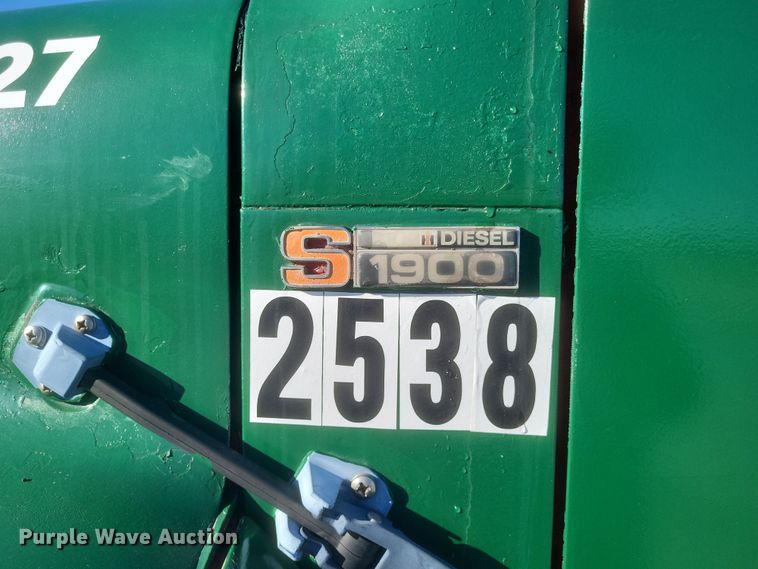 27
S DIESEL
1900
2538
Purple Wave Auction